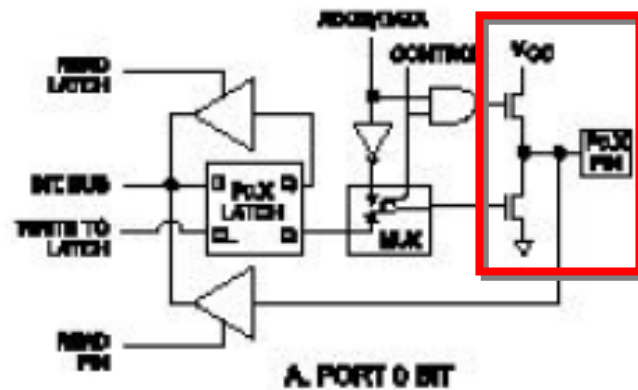 ADDR/DATA
CONTROL
VCC
READ
LATCH
INT. BUS
WRITE TO
LATCH
D P0.X Q
LATCH
MUX
P0.X
PIN
READ
PIN
A. PORT 0 BIT